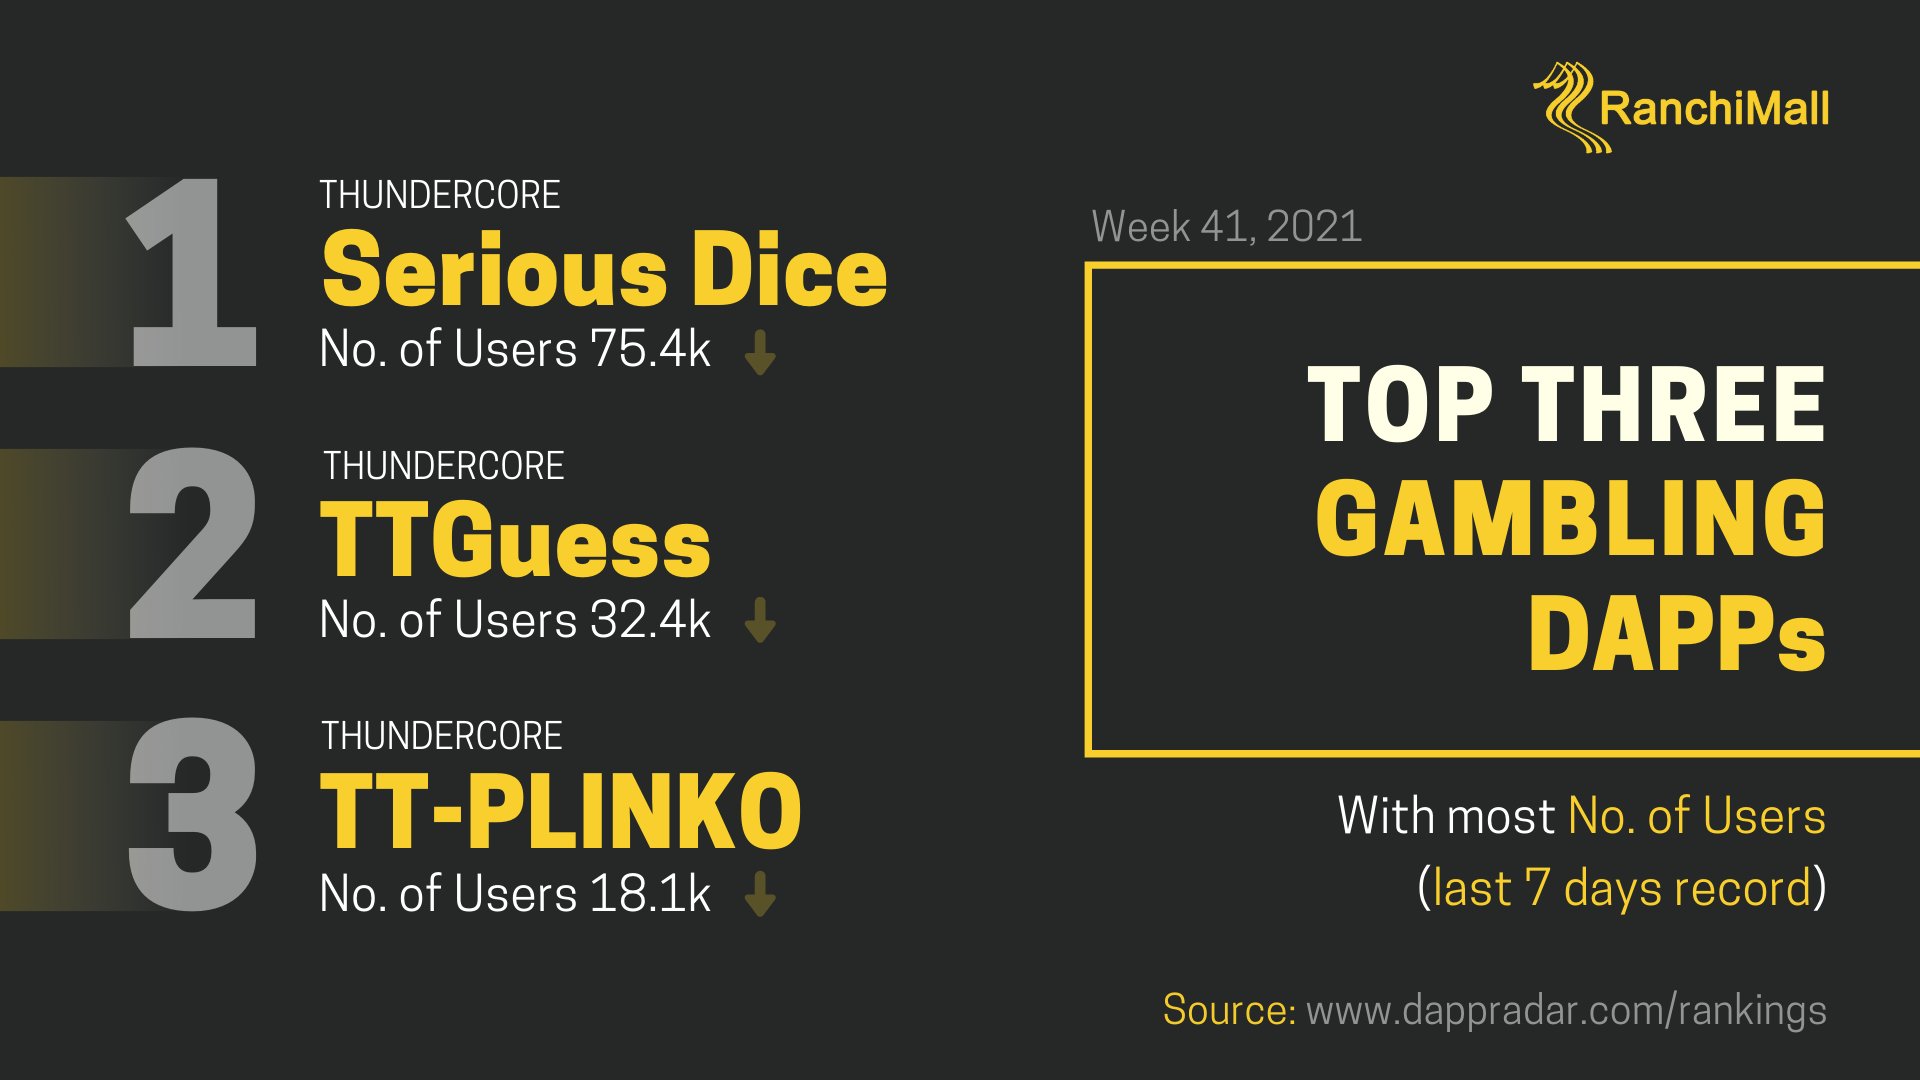 RanchiMall
1
THUNDERCORE
Serious Dice
No. of Users 75.4k
2
THUNDERCORE
TTGuess
No. of Users 32.4k
3
THUNDERCORE
TT-PLINKO
No. of Users 18.1k
Week 41, 2021
TOP THREE
GAMBLING
DAPPs
With most No. of Users
(last 7 days record)
Source: www.dappradar.com/rankings